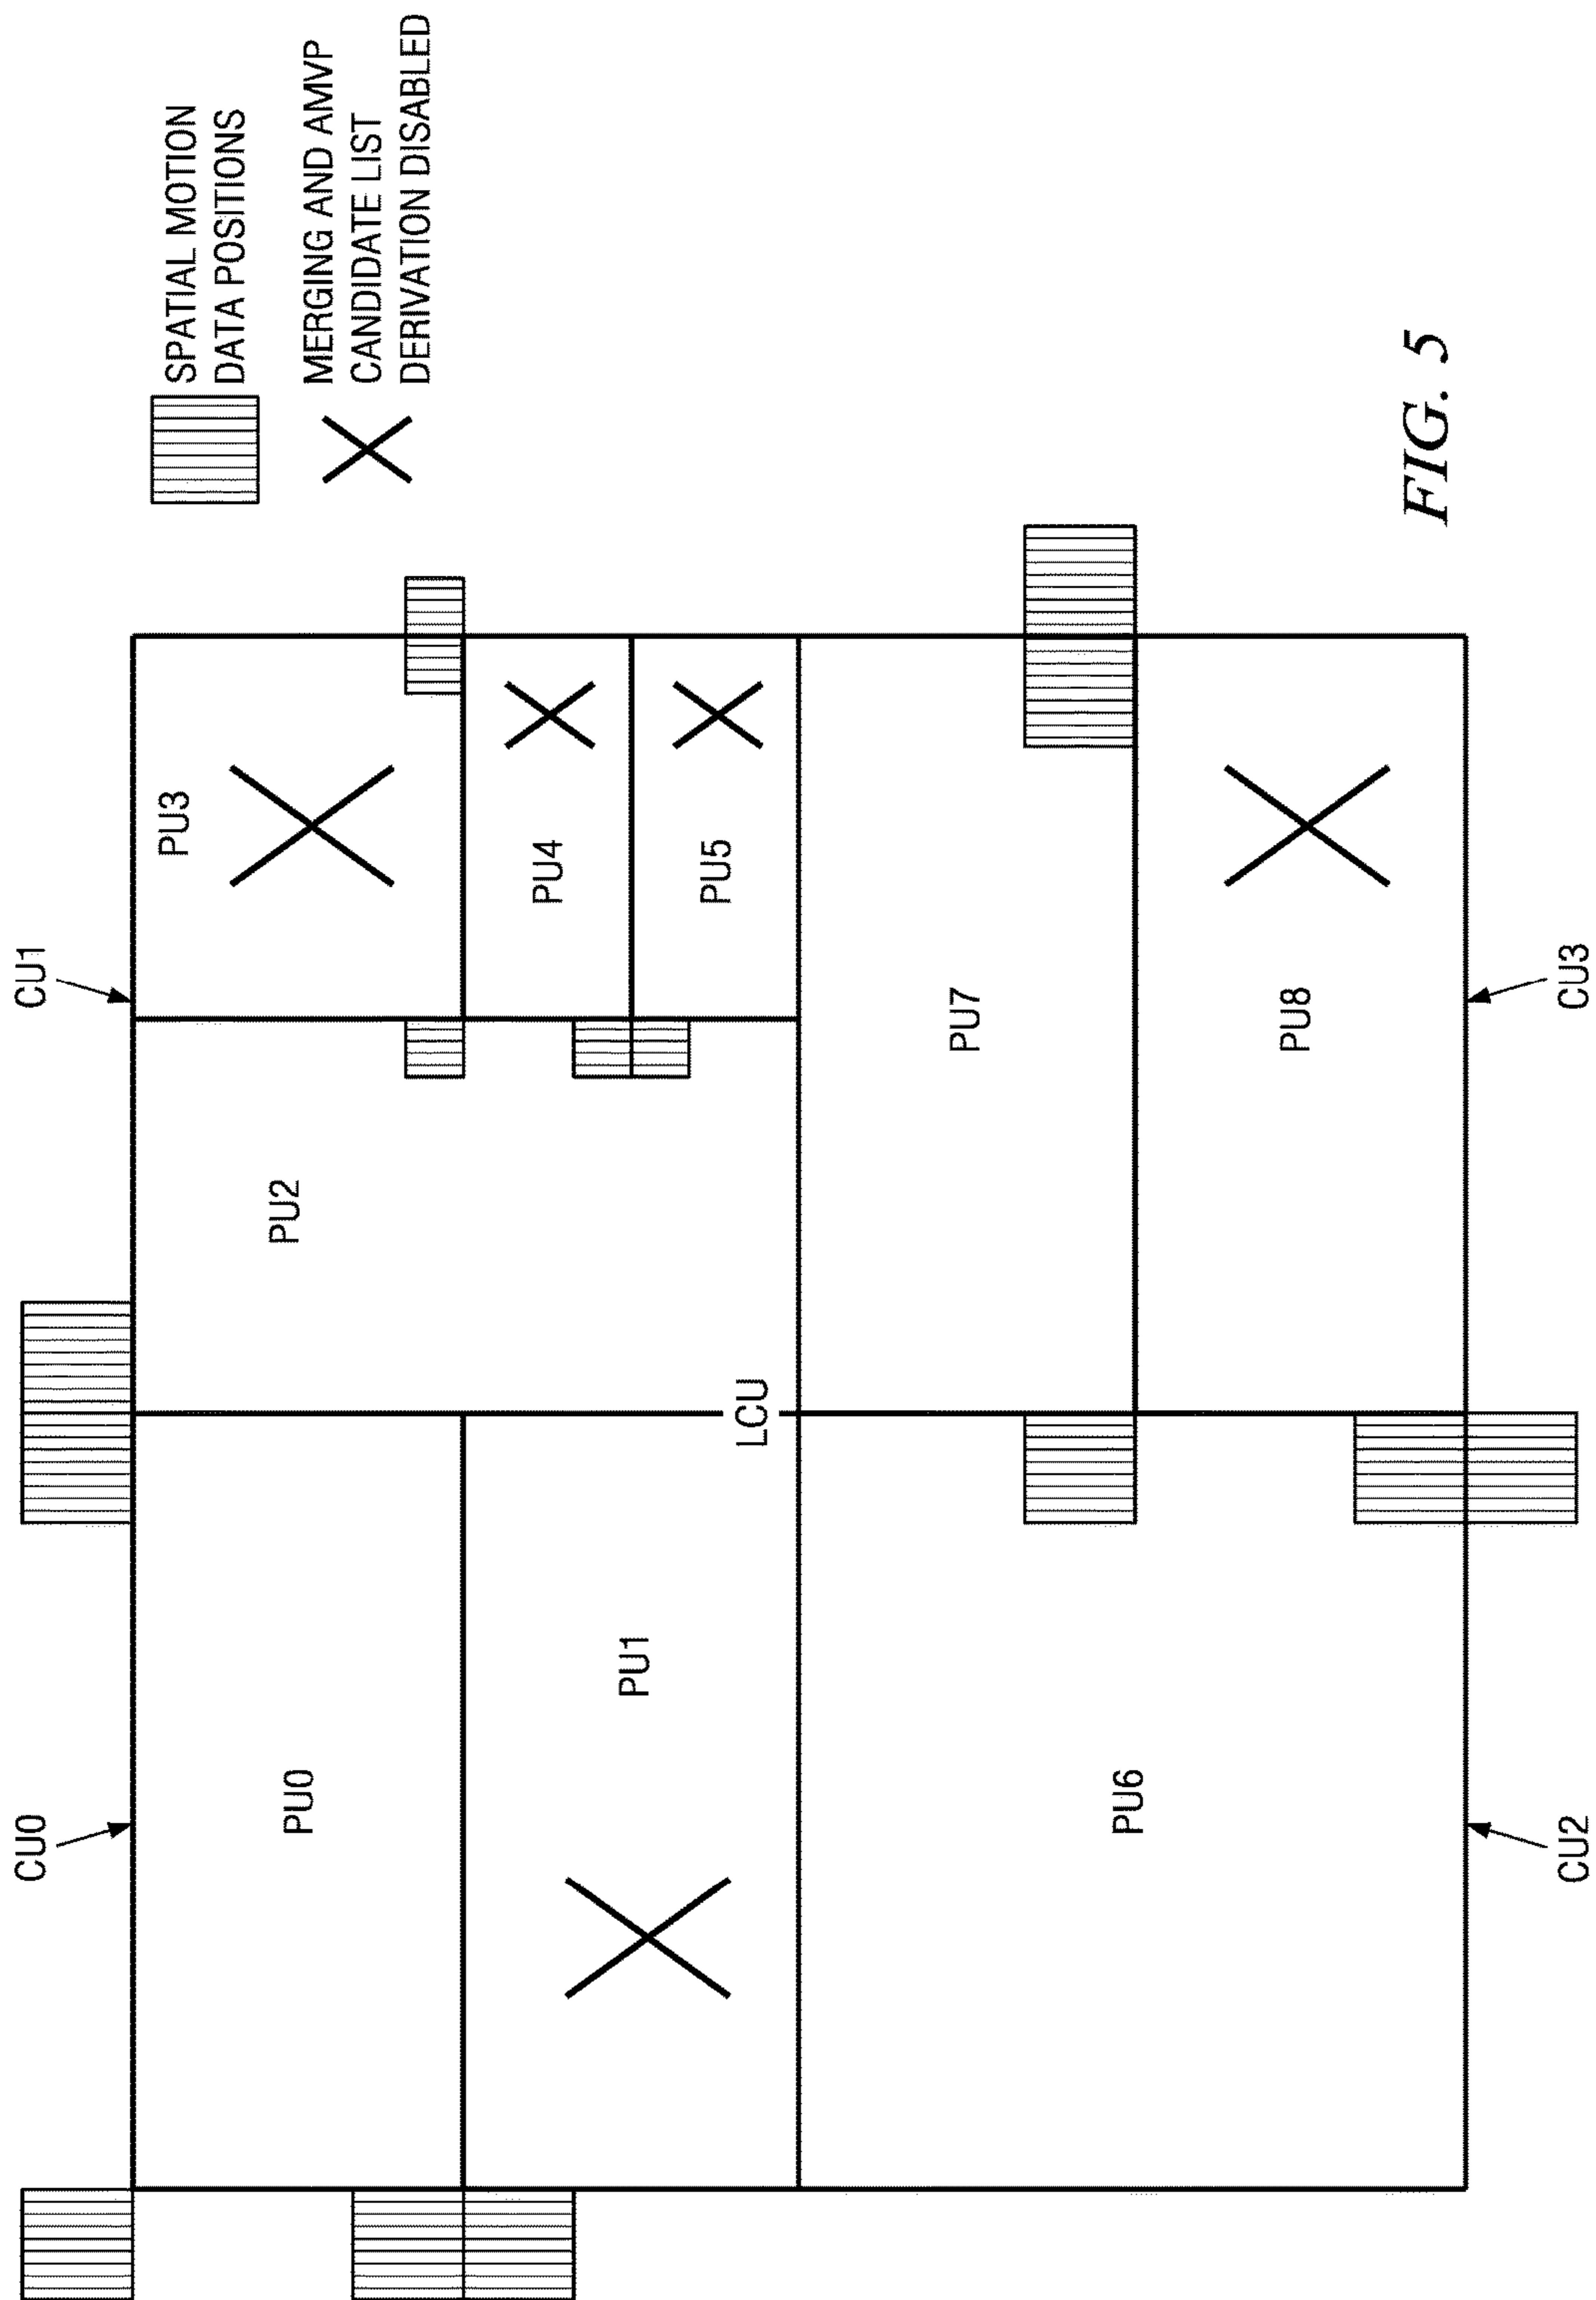 CU0
CU1
SPATIAL MOTION
DATA POSITIONS
MERGING AND AMVP
CANDIDATE LIST
DERIVATION DISABLED
PU0
PU2
PU3
PU1
PU4
PU5
LCU
PU6
PU7
PU8
CU2
CU3
FIG. 5